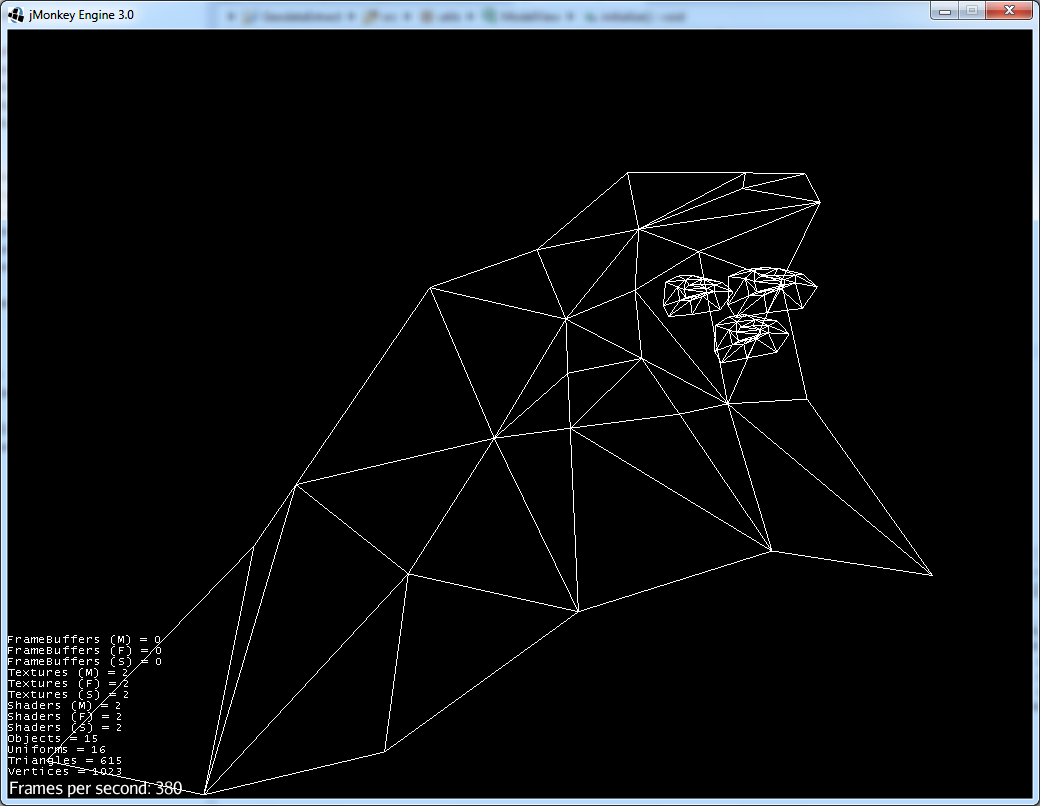 jMonkey Engine 3.0
FrameBuffers (M) = 0
FrameBuffers (F) = 0
FrameBuffers (S) = 0
Textures (M) = 2
Textures (F) = 2
Textures (S) = 2
Shaders (M) = 2
Shaders (F) = 2
Shaders (S) = 2
Objects = 15
Uniforms = 16
Triangles = 615
Vertices = 1023
Frames per second: 380